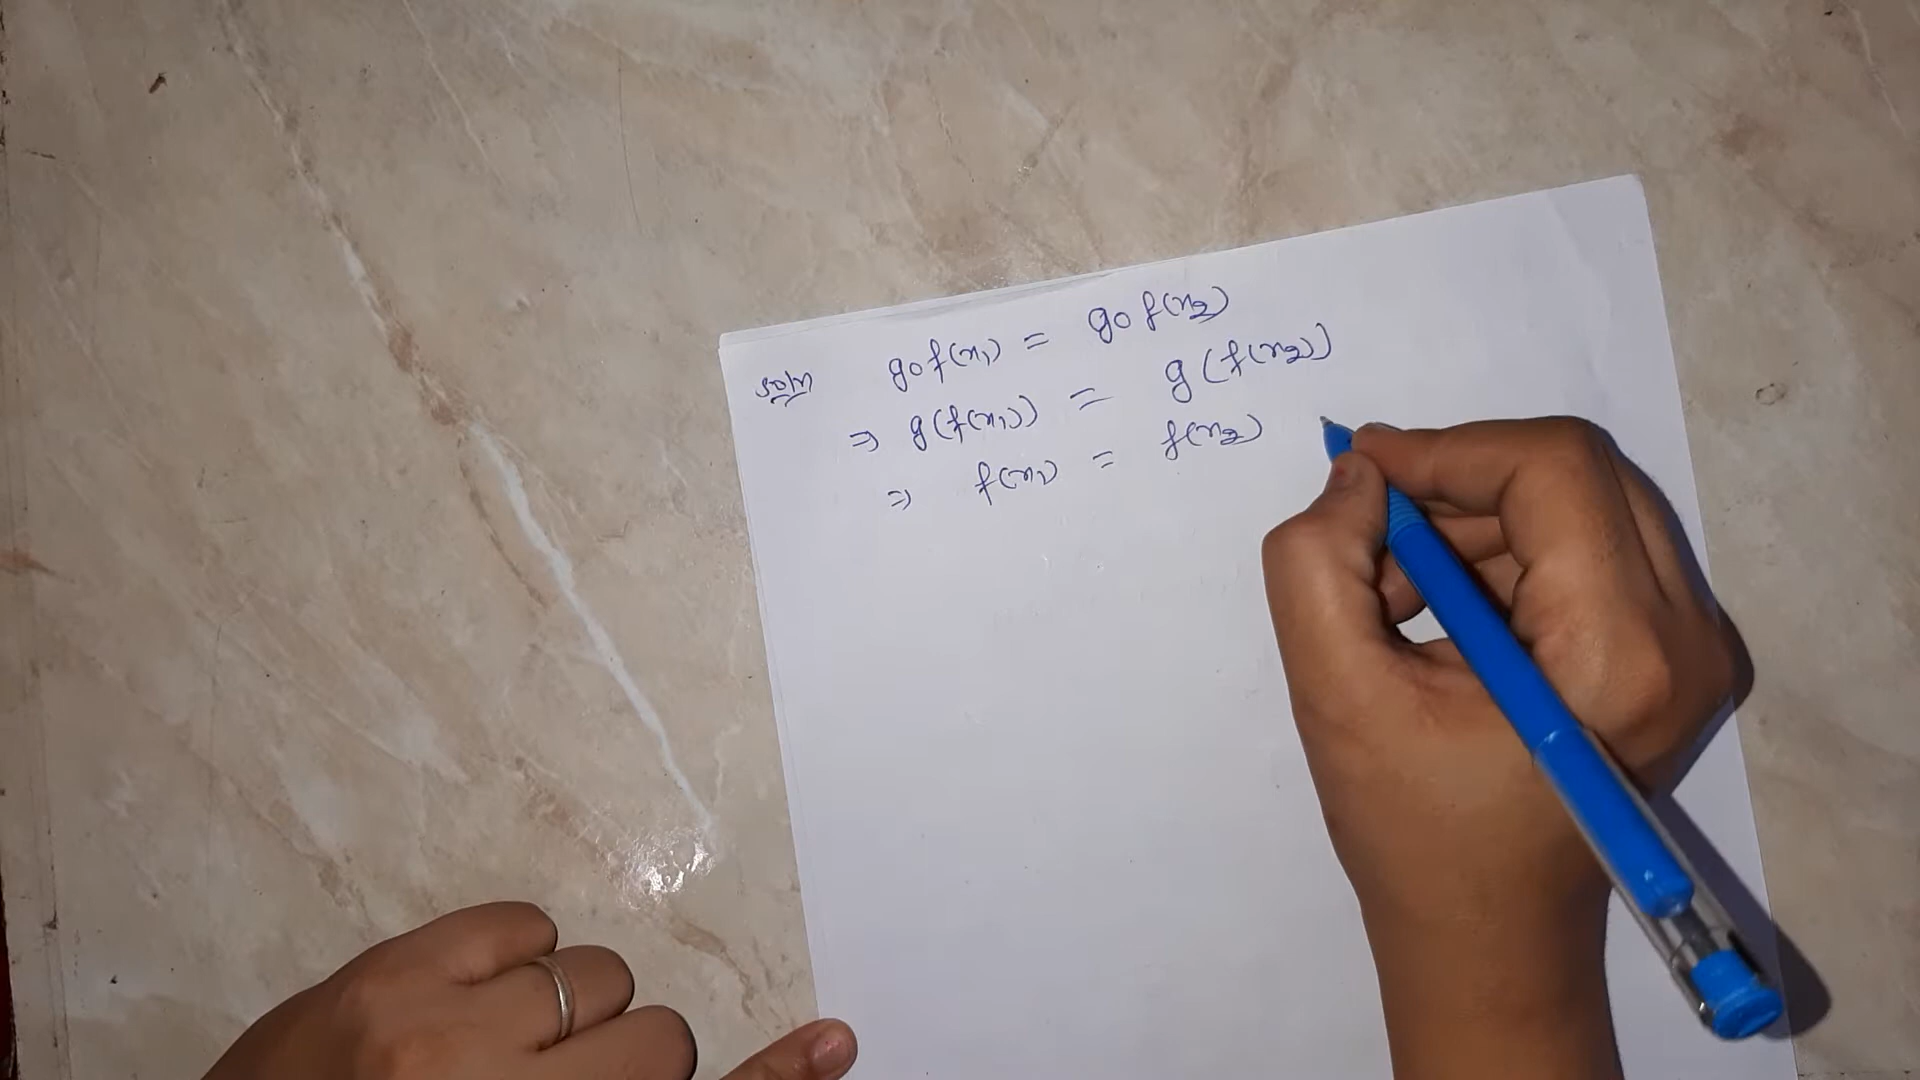 Soln gof(x₁) = gof(x₂)
⇒ g(f(x₁)) = g(f(x₂))
⇒ f(x₁) = f(x₂)